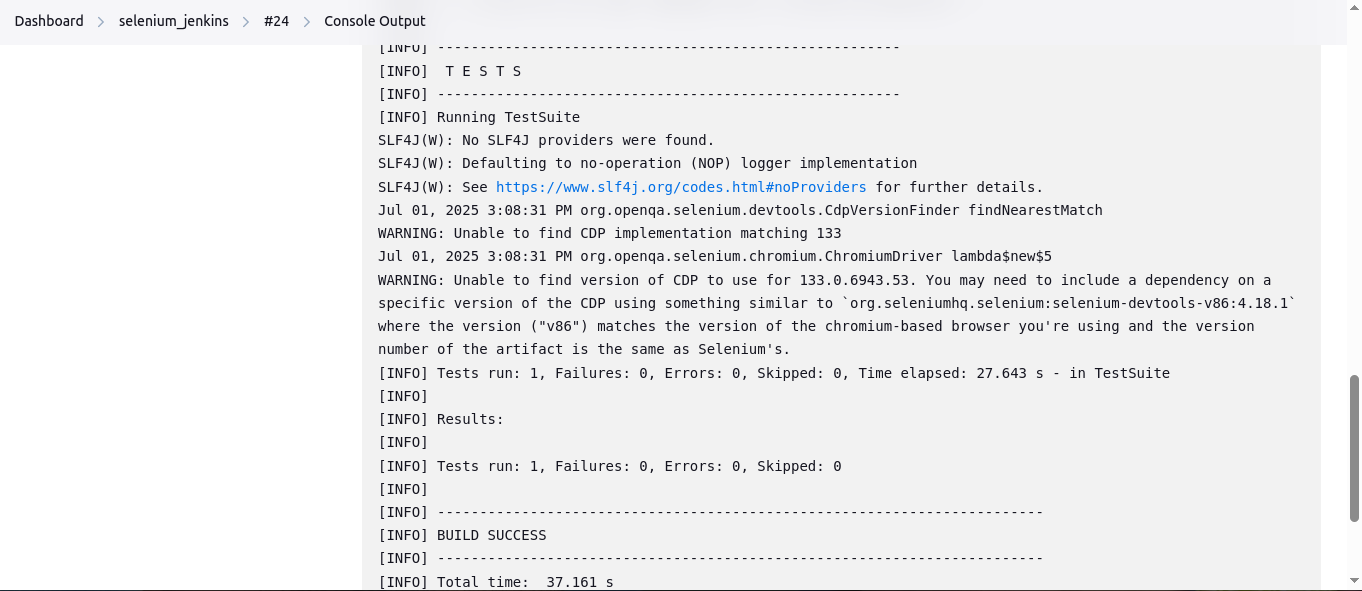 Dashboard > selenium_jenkins > #24 > Console Output
[INFO] -------------------------------------------------------
[INFO]  T E S T S
[INFO] -------------------------------------------------------
[INFO] Running TestSuite
SLF4J(W): No SLF4J providers were found.
SLF4J(W): Defaulting to no-operation (NOP) logger implementation
SLF4J(W): See https://www.slf4j.org/codes.html#noProviders for further details.
Jul 01, 2025 3:08:31 PM org.openqa.selenium.devtools.CdpVersionFinder findNearestMatch
WARNING: Unable to find CDP implementation matching 133
Jul 01, 2025 3:08:31 PM org.openqa.selenium.chromium.ChromiumDriver lambda$new$5
WARNING: Unable to find version of CDP to use for 133.0.6943.53. You may need to include a dependency on a
specific version of the CDP using something similar to `org.seleniumhq.selenium:selenium-devtools-v86:4.18.1`
where the version ("v86") matches the version of the chromium-based browser you're using and the version
number of the artifact is the same as Selenium's.
[INFO] Tests run: 1, Failures: 0, Errors: 0, Skipped: 0, Time elapsed: 27.643 s - in TestSuite
[INFO]
[INFO] Results:
[INFO]
[INFO] Tests run: 1, Failures: 0, Errors: 0, Skipped: 0
[INFO]
[INFO] ------------------------------------------------------------------------
[INFO] BUILD SUCCESS
[INFO] ------------------------------------------------------------------------
[INFO] Total time:  37.161 s